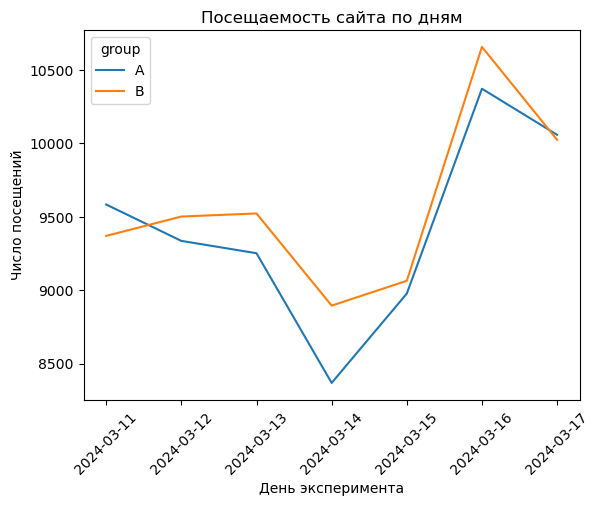 Посещаемость сайта по дням
group
A
B
Число посещений
10500
10000
9500
9000
8500
2024-03-11
2024-03-12
2024-03-13
2024-03-14
2024-03-15
2024-03-16
2024-03-17
День эксперимента